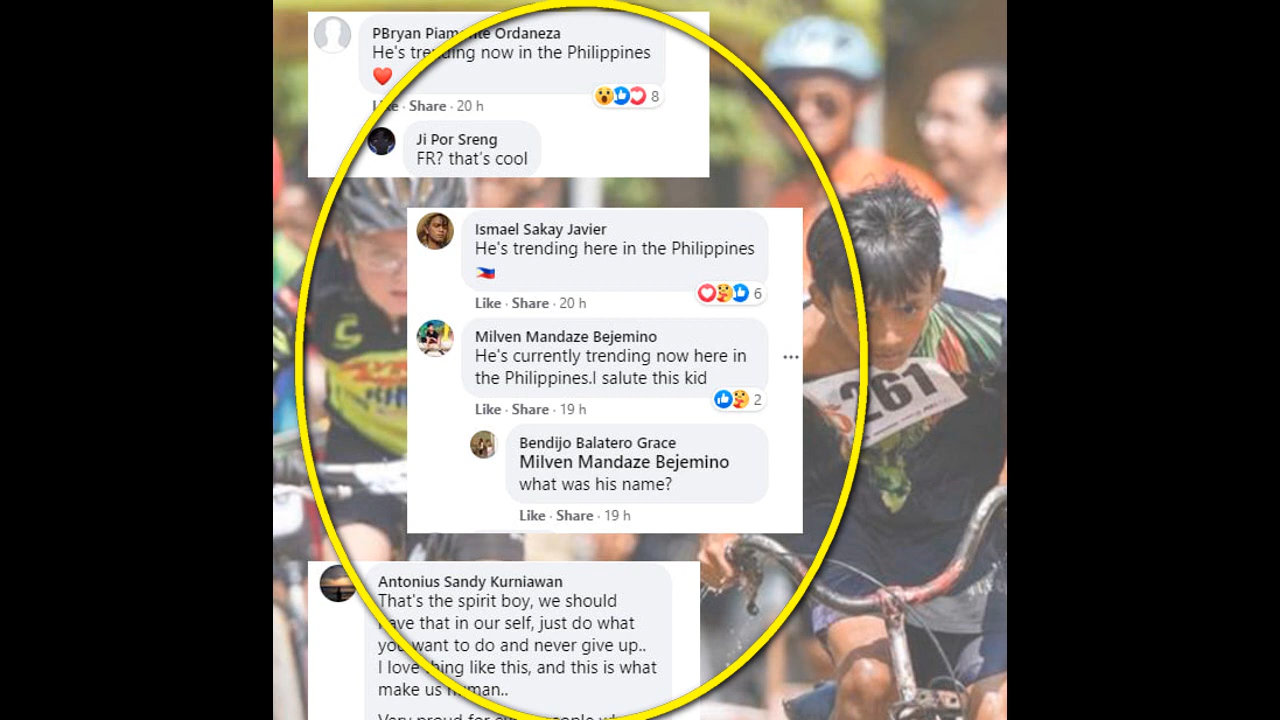 PBryan Piamonte Ordaneza
He's trending now in the Philippines
❤️
Like · Share · 20 h
8
Ji Por Sreng
FR? that's cool
Ismael Sakay Javier
He's trending here in the Philippines
🇵🇭
6
Like · Share · 20 h
Milven Mandaze Bejemino
He's currently trending now here in
the Philippines.I salute this kid
2
Like · Share · 19 h
Bendijo Balatero Grace
Milven Mandaze Bejemino
what was his name?
Like · Share · 19 h
261
Antonius Sandy Kurniawan
That's the spirit boy, we should
have that in our self, just do what
you want to do and never give up..
I love thing like this, and this is what
make us human..
Very proud for